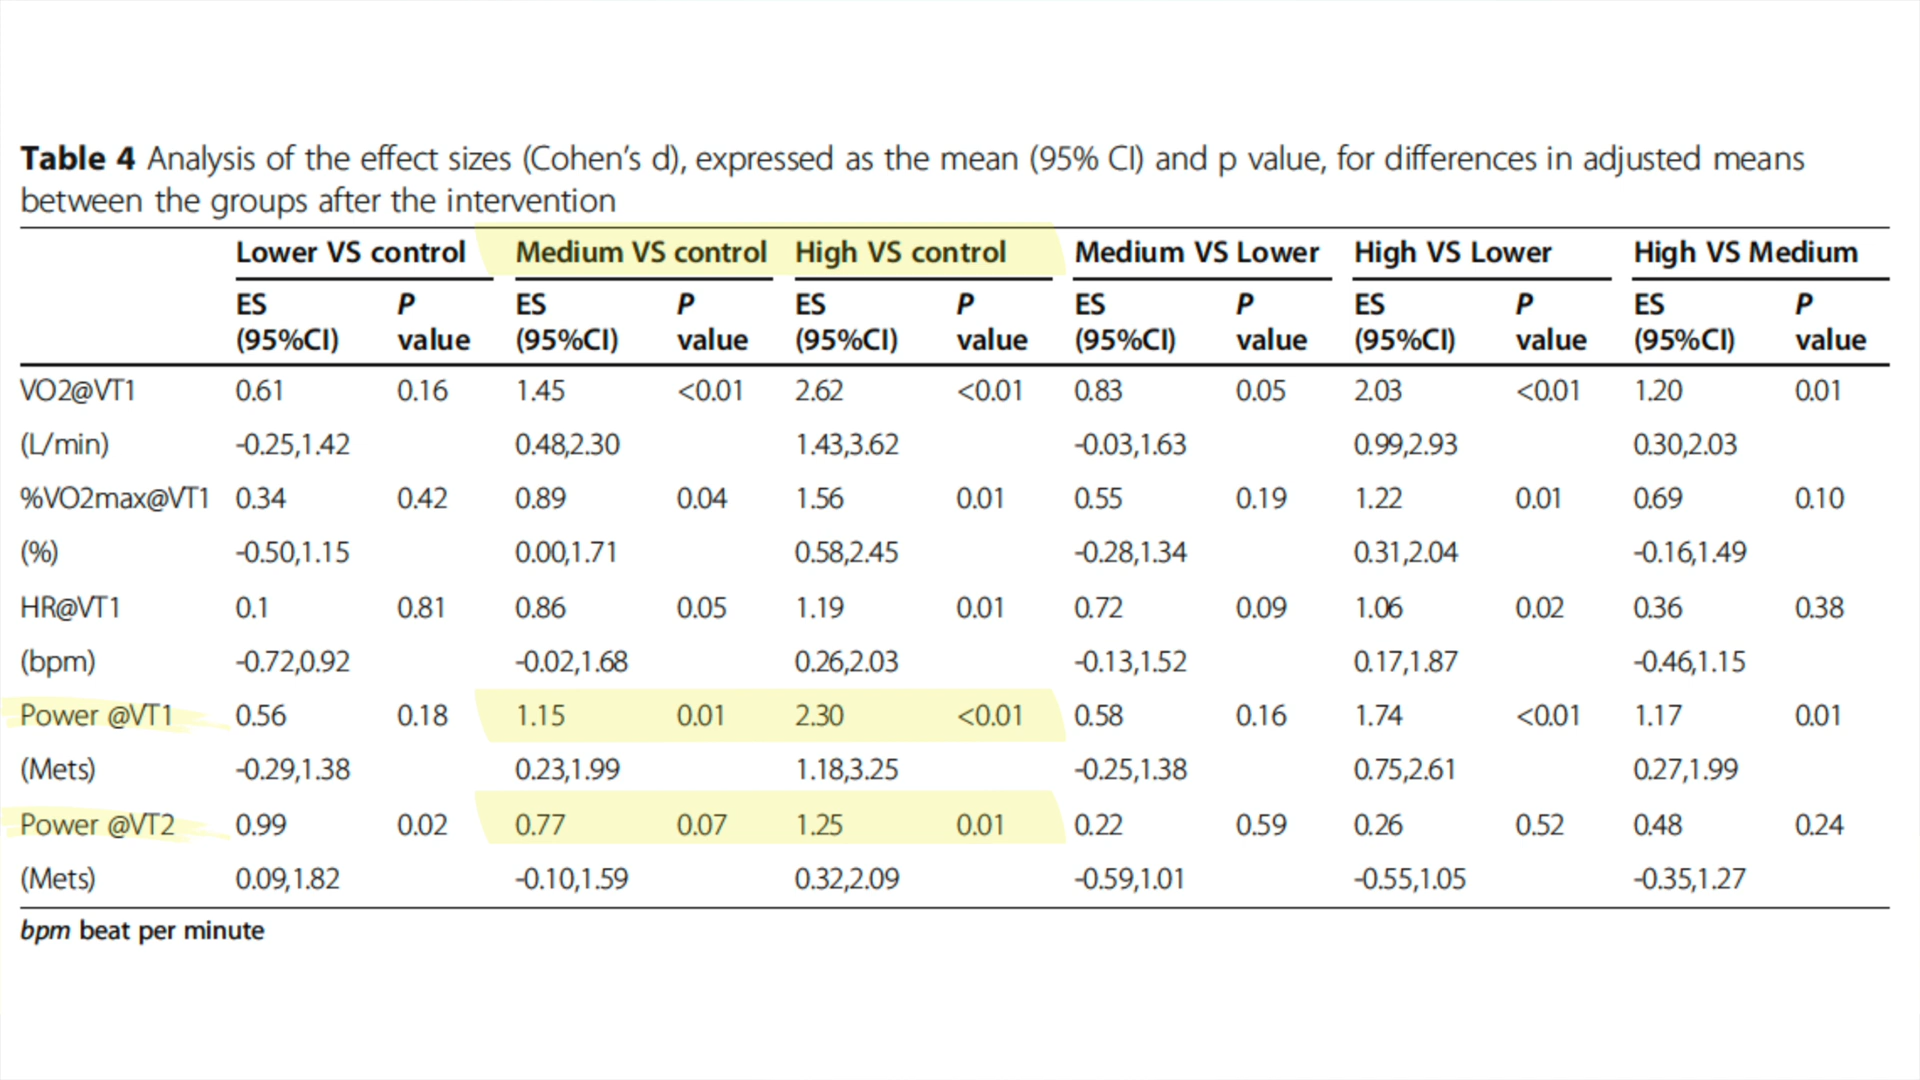 Table 4 Analysis of the effect sizes (Cohen's d), expressed as the mean (95% CI) and p value, for differences in adjusted means
between the groups after the intervention
Lower VS control Medium VS control High VS control Medium VS Lower High VS Lower High VS Medium
ES P ES P ES P ES P ES P ES P
(95%CI) value (95%CI) value (95%CI) value (95%CI) value (95%CI) value (95%CI) value
VO2@VT1 0.61 0.16 1.45 <0.01 2.62 <0.01 0.83 0.05 2.03 <0.01 1.20 0.01
(L/min) -0.25,1.42 0.48,2.30 1.43,3.62 -0.03,1.63 0.99,2.93 0.30,2.03
%VO2max@VT1 0.34 0.42 0.89 0.04 1.56 0.01 0.55 0.19 1.22 0.01 0.69 0.10
(%) -0.50,1.15 0.00,1.71 0.58,2.45 -0.28,1.34 0.31,2.04 -0.16,1.49
HR@VT1 0.1 0.81 0.86 0.05 1.19 0.01 0.72 0.09 1.06 0.02 0.36 0.38
(bpm) -0.72,0.92 -0.02,1.68 0.26,2.03 -0.13,1.52 0.17,1.87 -0.46,1.15
Power @VT1 0.56 0.18 1.15 0.01 2.30 <0.01 0.58 0.16 1.74 <0.01 1.17 0.01
(Mets) -0.29,1.38 0.23,1.99 1.18,3.25 -0.25,1.38 0.75,2.61 0.27,1.99
Power @VT2 0.99 0.02 0.77 0.07 1.25 0.01 0.22 0.59 0.26 0.52 0.48 0.24
(Mets) 0.09,1.82 -0.10,1.59 0.32,2.09 -0.59,1.01 -0.55,1.05 -0.35,1.27
bpm beat per minute